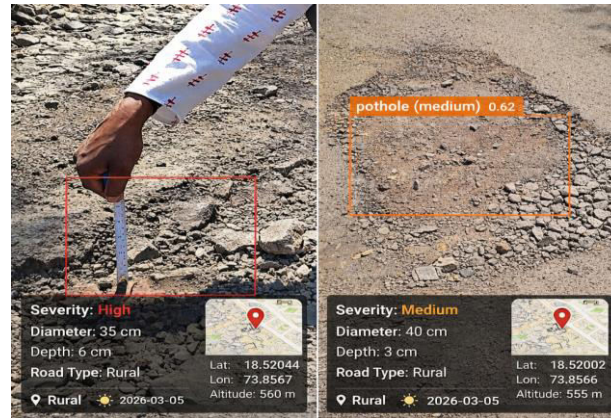 Severity: High
Diameter: 35 cm
Depth: 6 cm
Road Type: Rural
Lat: 18.52044
Lon: 73.8567
Altitude: 560 m
Rural 2026-03-05
pothole (medium) 0.62
Severity: Medium
Diameter: 40 cm
Depth: 3 cm
Road Type: Rural
Lat: 18.52002
Lon: 73.8566
Altitude: 555 m
Rural 2026-03-05